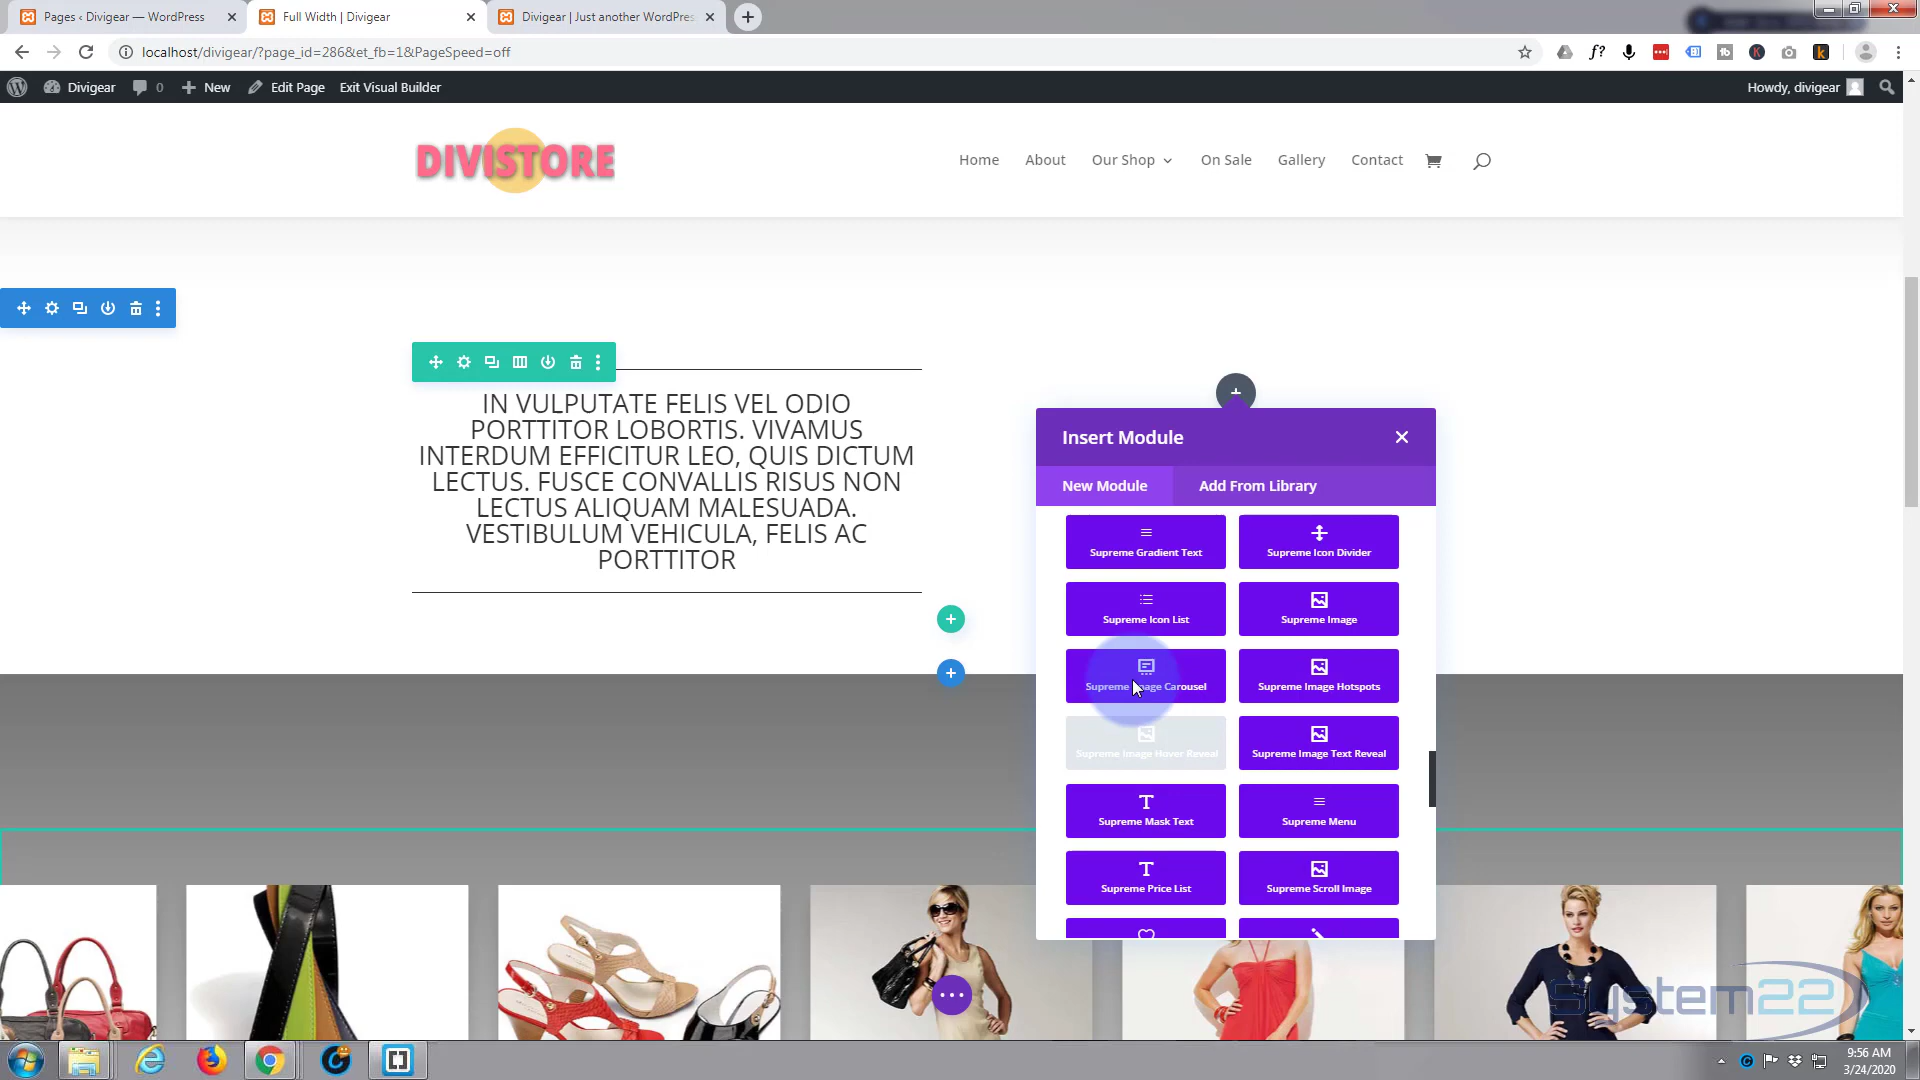 Pages ‹ Divigear — WordPress
Full Width | Divigear
Divigear | Just another WordPres
localhost/divigear/?page_id=286&et_fb=1&PageSpeed=off
Divigear
0
New
Edit Page
Exit Visual Builder
Howdy, divigear
DIVISTORE
Home
About
Our Shop
On Sale
Gallery
Contact
IN VULPUTATE FELIS VEL ODIO
PORTTITOR LOBORTIS. VIVAMUS
INTERDUM EFFICITUR LEO, QUIS DICTUM
LECTUS. FUSCE CONVALLIS RISUS NON
LECTUS ALIQUAM MALESUADA.
VESTIBULUM VEHICULA, FELIS AC
PORTTITOR
Insert Module
New Module
Add From Library
Supreme Gradient Text
Supreme Icon Divider
Supreme Icon List
Supreme Image
Supreme Image Carousel
Supreme Image Hotspots
Supreme Image Hover Reveal
Supreme Image Text Reveal
Supreme Mask Text
Supreme Menu
Supreme Price List
Supreme Scroll Image
System22
9:56 AM
3/24/2020